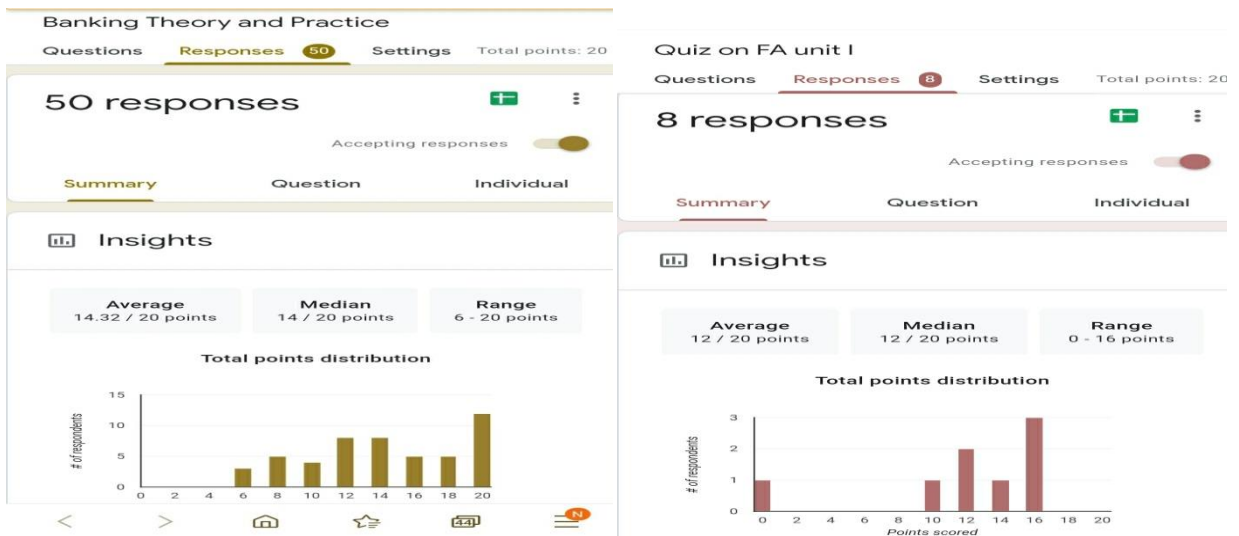 Banking Theory and Practice
Questions Responses 50 Settings Total points: 20
50 responses
Accepting responses
Summary Question Individual
Insights
Average Median Range
14.32 / 20 points 14 / 20 points 6 - 20 points
Total points distribution
# of respondents
15
10
5
0
0 2 4 6 8 10 12 14 16 18 20
44 N
Quiz on FA unit I
Questions Responses 8 Settings Total points: 20
8 responses
Accepting responses
Summary Question Individual
Insights
Average Median Range
12 / 20 points 12 / 20 points 0 - 16 points
Total points distribution
# of respondents
3
2
1
0
0 2 4 6 8 10 12 14 16 18 20
Points scored